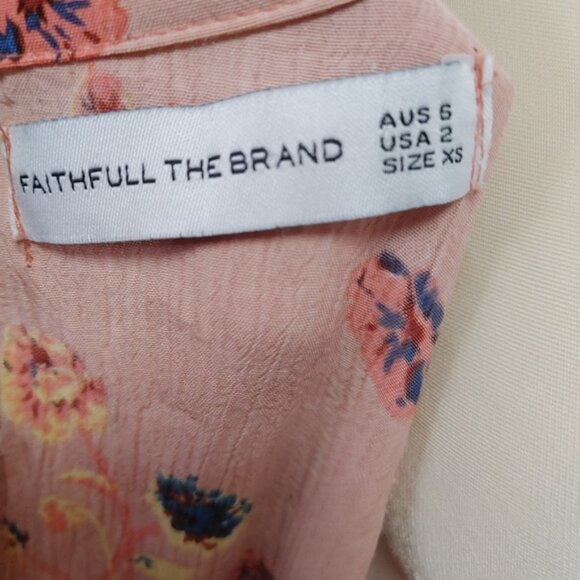 FAITHFULL THE BRAND
AUS 6
USA 2
SIZE XS